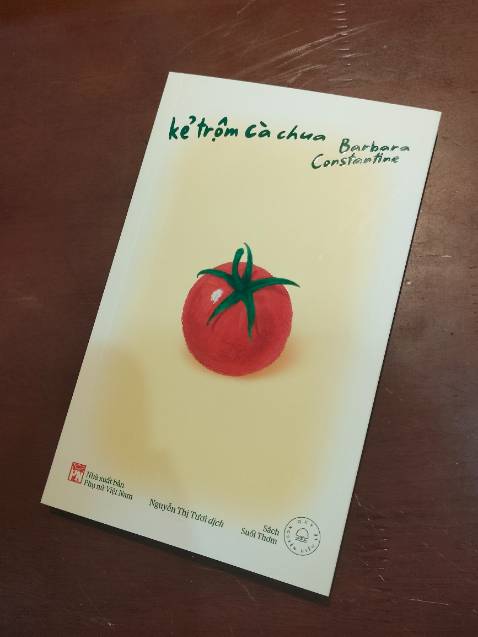 kẻ trộm cà chua
Barbara
Constantine
Nhà xuất bản
Phụ nữ Việt Nam
Nguyễn Thị Tươi dịch
Sách
Suối Thơm